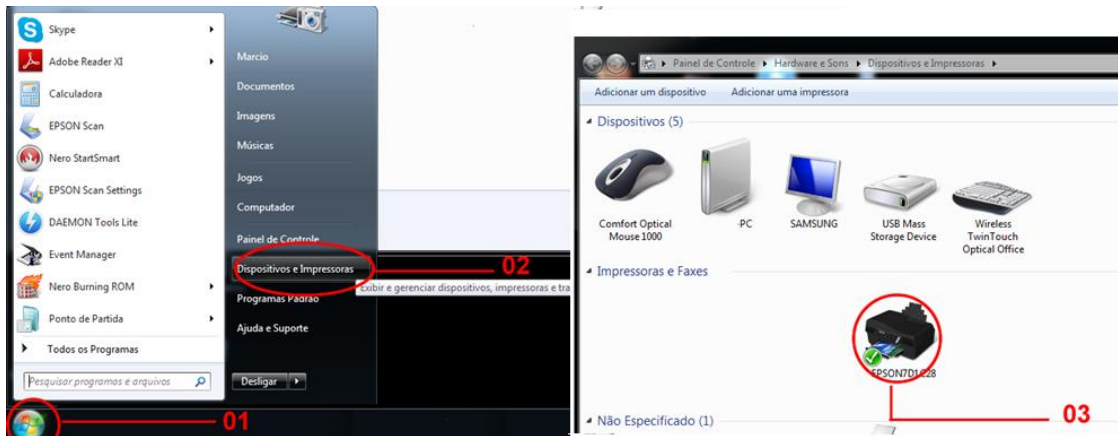 Skype
Adobe Reader XI
Calculadora
EPSON Scan
Nero StartSmart
EPSON Scan Settings
DAEMON Tools Lite
Event Manager
Nero Burning ROM
Ponto de Partida
Todos os Programas
Pesquisar programas e arquivos
Marcio
Documentos
Imagens
Músicas
Jogos
Computador
Painel de Controle
Dispositivos e Impressoras
Exibir e gerenciar dispositivos, impressoras e tra
Programas Padrão
Ajuda e Suporte
Desligar
01
02
Painel de Controle
Hardware e Sons
Dispositivos e Impressoras
Adicionar um dispositivo
Adicionar uma impressora
Dispositivos (5)
Comfort Optical
Mouse 1000
-PC
SAMSUNG
USB Mass
Storage Device
Wireless
TwinTouch
Optical Office
Impressoras e Faxes
EPSON7D1C28
03
Não Especificado (1)